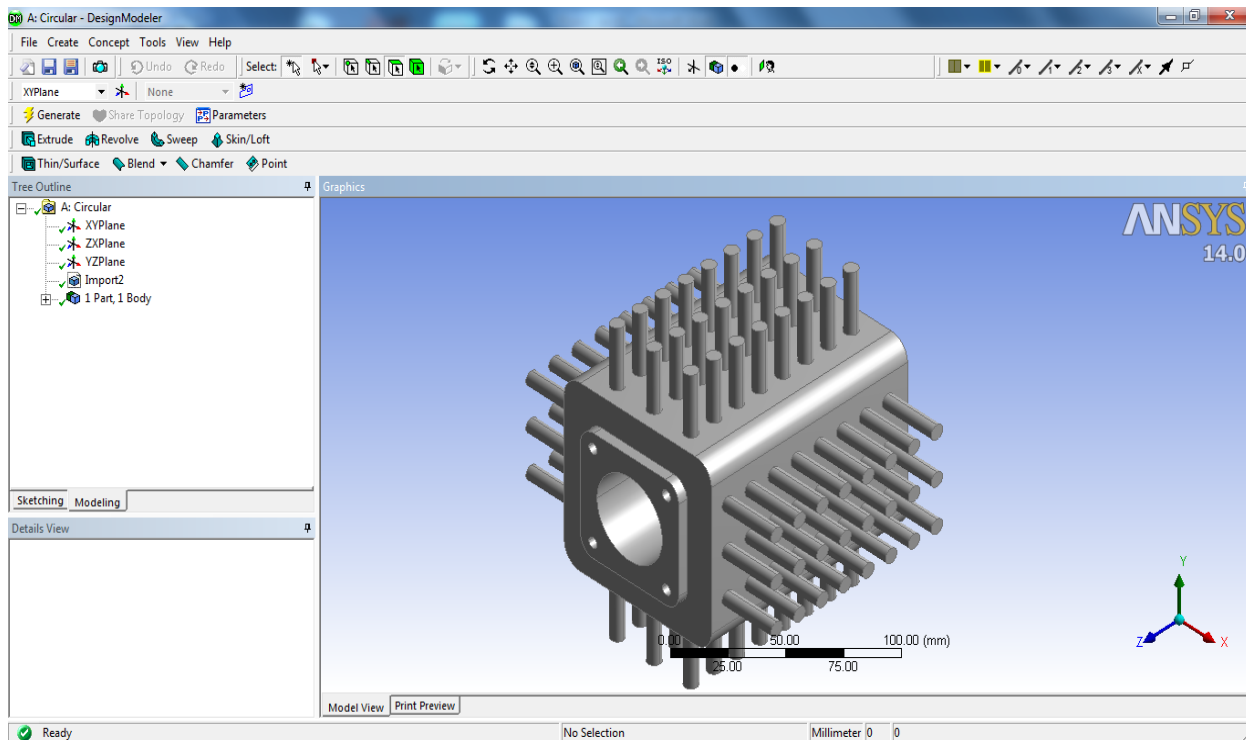 A: Circular - DesignModeler
File Create Concept Tools View Help
Undo Redo Select: ISO
XYPlane None
Generate Share Topology Parameters
Extrude Revolve Sweep Skin/Loft
Thin/Surface Blend Chamfer Point
Tree Outline
A: Circular
XYPlane
ZXPlane
YZPlane
Import2
1 Part, 1 Body
Sketching Modeling
Details View
Graphics
ANSYS
14.0
0.00 50.00 100.00 (mm)
25.00 75.00
Y
Z X
Model View Print Preview
Ready No Selection Millimeter 0 0